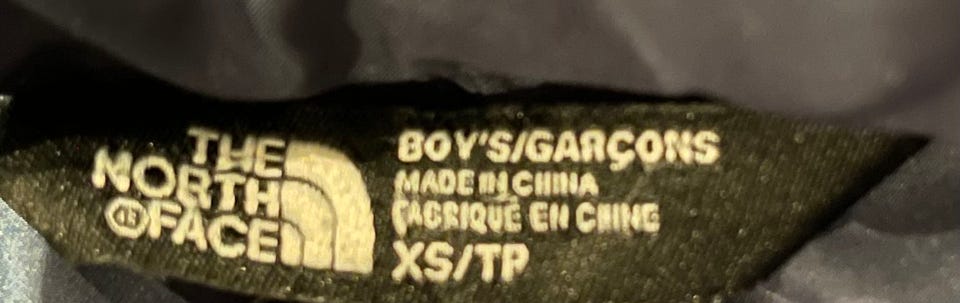 THE
NORTH
FACE
BOY'S/GARÇONS
MADE IN CHINA
FABRIQUÉ EN CHINE
XS/TP